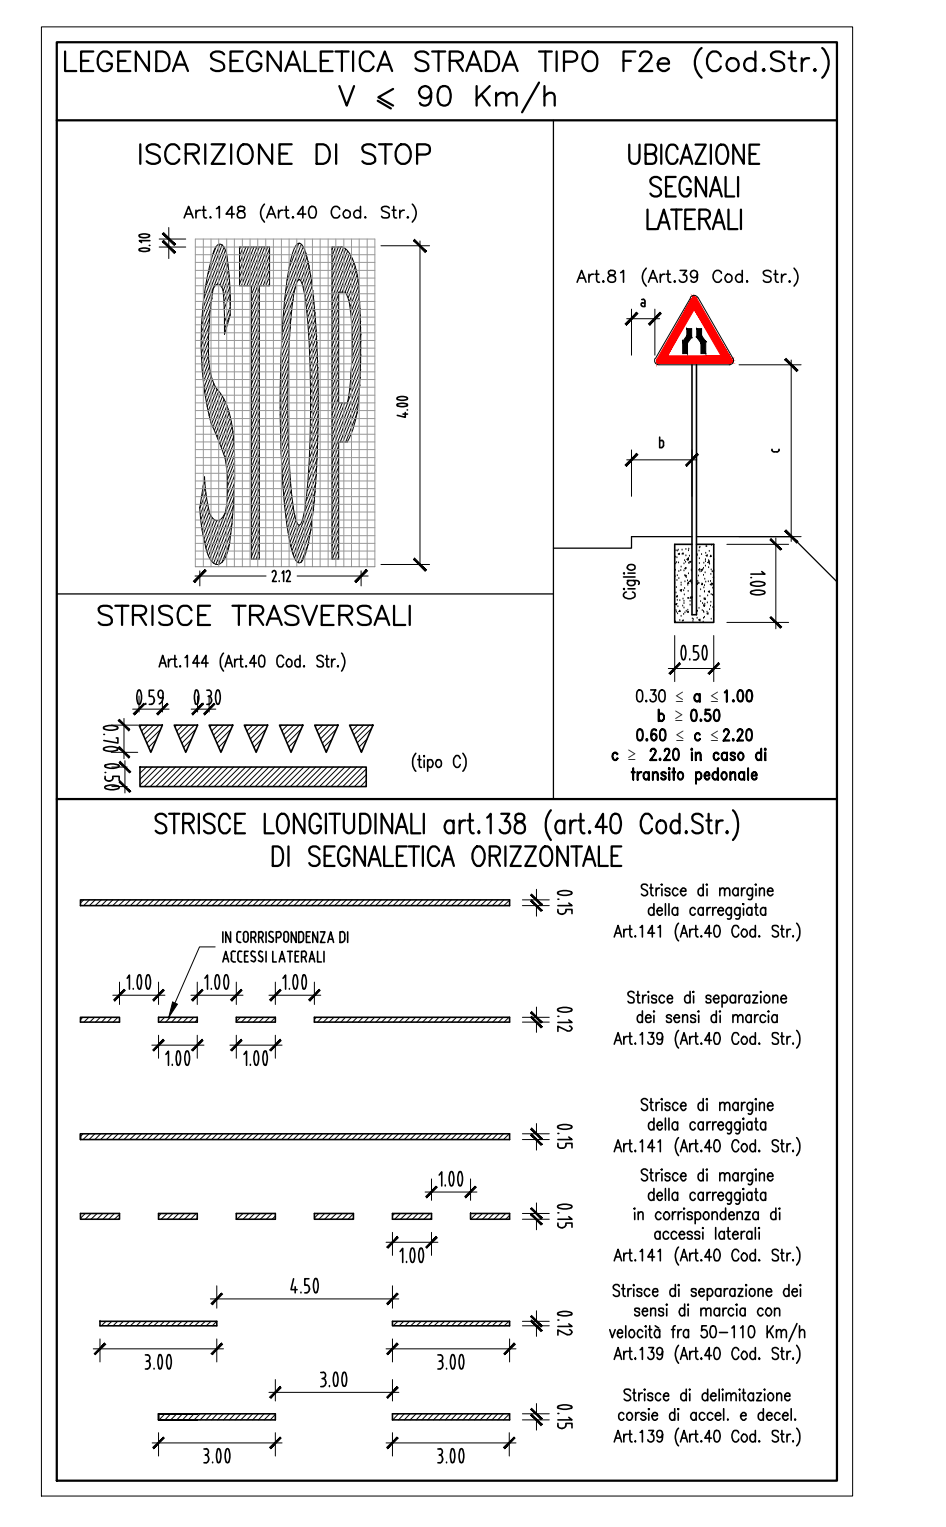 LEGENDA SEGNALETICA STRADA TIPO F2e (Cod.Str.)
V ⩽ 90 Km/h
ISCRIZIONE DI STOP
Art.148 (Art.40 Cod. Str.)
0.10
STOP
4.00
2.12
UBICAZIONE
SEGNALI
LATERALI
Art.81 (Art.39 Cod. Str.)
a
b
c
Ciglio
1.00
0.50
0.30 ≤ a ≤ 1.00
b ≥ 0.50
0.60 ≤ c ≤ 2.20
c ≥ 2.20 in caso di
transito pedonale
STRISCE TRASVERSALI
Art.144 (Art.40 Cod. Str.)
0.59
0.30
0.70
0.50
(tipo C)
STRISCE LONGITUDINALI art.138 (art.40 Cod.Str.)
DI SEGNALETICA ORIZZONTALE
0.15
Strisce di margine
della carreggiata
Art.141 (Art.40 Cod. Str.)
IN CORRISPONDENZA DI
ACCESSI LATERALI
1.00
1.00
1.00
1.00
1.00
0.12
Strisce di separazione
dei sensi di marcia
Art.139 (Art.40 Cod. Str.)
0.15
Strisce di margine
della carreggiata
Art.141 (Art.40 Cod. Str.)
1.00
1.00
0.15
Strisce di margine
della carreggiata
in corrispondenza di
accessi laterali
Art.141 (Art.40 Cod. Str.)
4.50
3.00
3.00
0.12
Strisce di separazione dei
sensi di marcia con
velocità fra 50-110 Km/h
Art.139 (Art.40 Cod. Str.)
3.00
3.00
3.00
0.15
Strisce di delimitazione
corsie di accel. e decel.
Art.139 (Art.40 Cod. Str.)